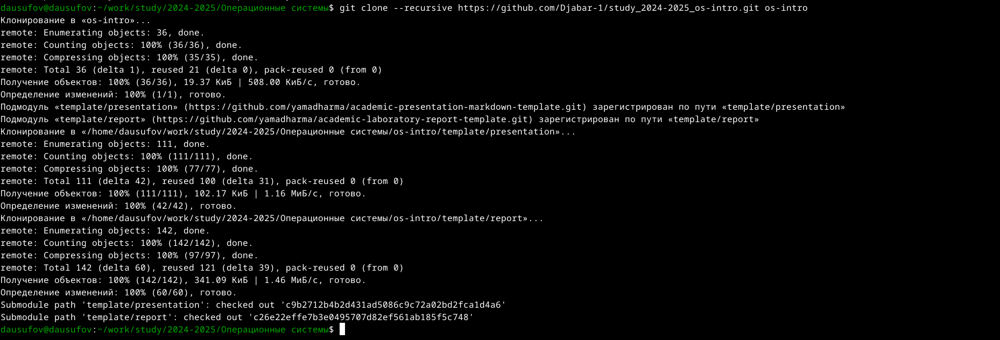 dausufov@dausufov:~/work/study/2024-2025/Операционные системы$ git clone --recursive https://github.com/Djabar-1/study_2024-2025_os-intro.git os-intro
Клонирование в «os-intro»...
remote: Enumerating objects: 36, done.
remote: Counting objects: 100% (36/36), done.
remote: Compressing objects: 100% (35/35), done.
remote: Total 36 (delta 1), reused 21 (delta 0), pack-reused 0 (from 0)
Получение объектов: 100% (36/36), 19.37 КиБ | 508.00 КиБ/с, готово.
Определение изменений: 100% (1/1), готово.
Подмодуль «template/presentation» (https://github.com/yamadharma/academic-presentation-markdown-template.git) зарегистрирован по пути «template/presentation»
Подмодуль «template/report» (https://github.com/yamadharma/academic-laboratory-report-template.git) зарегистрирован по пути «template/report»
Клонирование в «/home/dausufov/work/study/2024-2025/Операционные системы/os-intro/template/presentation»...
remote: Enumerating objects: 111, done.
remote: Counting objects: 100% (111/111), done.
remote: Compressing objects: 100% (77/77), done.
remote: Total 111 (delta 42), reused 100 (delta 31), pack-reused 0 (from 0)
Получение объектов: 100% (111/111), 102.17 КиБ | 1.16 МиБ/с, готово.
Определение изменений: 100% (42/42), готово.
Клонирование в «/home/dausufov/work/study/2024-2025/Операционные системы/os-intro/template/report»...
remote: Enumerating objects: 142, done.
remote: Counting objects: 100% (142/142), done.
remote: Compressing objects: 100% (97/97), done.
remote: Total 142 (delta 60), reused 121 (delta 39), pack-reused 0 (from 0)
Получение объектов: 100% (142/142), 341.09 КиБ | 1.46 МиБ/с, готово.
Определение изменений: 100% (60/60), готово.
Submodule path 'template/presentation': checked out 'c9b2712b4b2d431ad5086c9c72a02bd2fca1d4a6'
Submodule path 'template/report': checked out 'c26e22effe7b3e0495707d82ef561ab185f5c748'
dausufov@dausufov:~/work/study/2024-2025/Операционные системы$